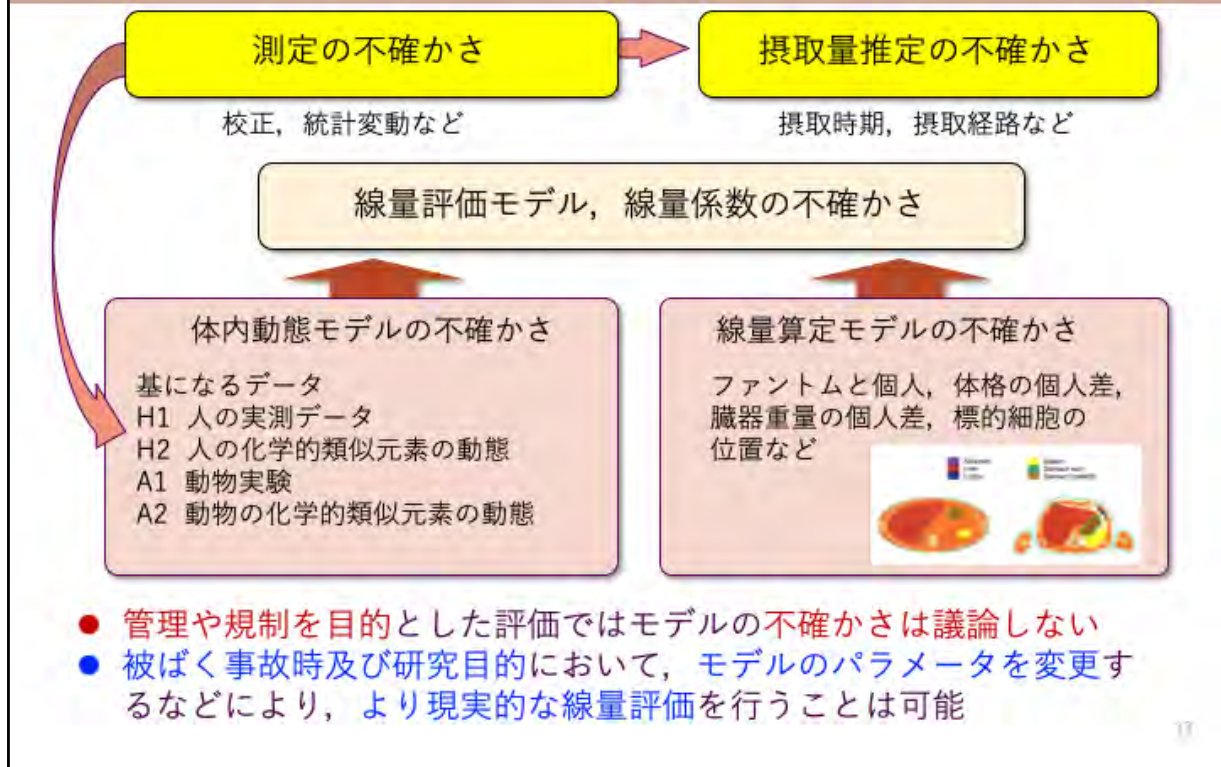 測定の不確かさ
摂取量推定の不確かさ
校正，統計変動など
摂取時期，摂取経路など
線量評価モデル，線量係数の不確かさ
体内動態モデルの不確かさ
基になるデータ
H1 人の実測データ
H2 人の化学的類似元素の動態
A1 動物実験
A2 動物の化学的類似元素の動態
線量算定モデルの不確かさ
ファントムと個人，体格の個人差，
臓器重量の個人差，標的細胞の
位置など
● 管理や規制を目的とした評価ではモデルの不確かさは議論しない
● 被ばく事故時及び研究目的において，モデルのパラメータを変更す
るなどにより，より現実的な線量評価を行うことは可能